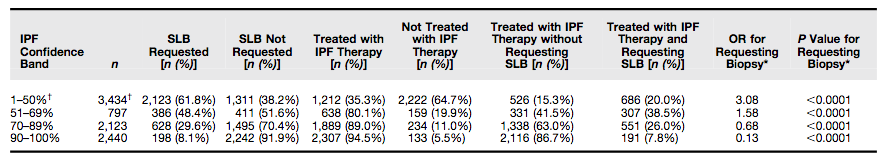 IPF Confidence Band n SLB Requested [n (%)] SLB Not Requested [n (%)] Treated with IPF Therapy [n (%)] Not Treated with IPF Therapy [n (%)] Treated with IPF Therapy without Requesting SLB [n (%)] Treated with IPF Therapy and Requesting SLB [n (%)] OR for Requesting Biopsy* P Value for Requesting Biopsy*
1–50%† 3,434† 2,123 (61.8%) 1,311 (38.2%) 1,212 (35.3%) 2,222 (64.7%) 526 (15.3%) 686 (20.0%) 3.08 <0.0001
51–69% 797 386 (48.4%) 411 (51.6%) 638 (80.1%) 159 (19.9%) 331 (41.5%) 307 (38.5%) 1.58 <0.0001
70–89% 2,123 628 (29.6%) 1,495 (70.4%) 1,889 (89.0%) 234 (11.0%) 1,338 (63.0%) 551 (26.0%) 0.68 <0.0001
90–100% 2,440 198 (8.1%) 2,242 (91.9%) 2,307 (94.5%) 133 (5.5%) 2,116 (86.7%) 191 (7.8%) 0.13 <0.0001